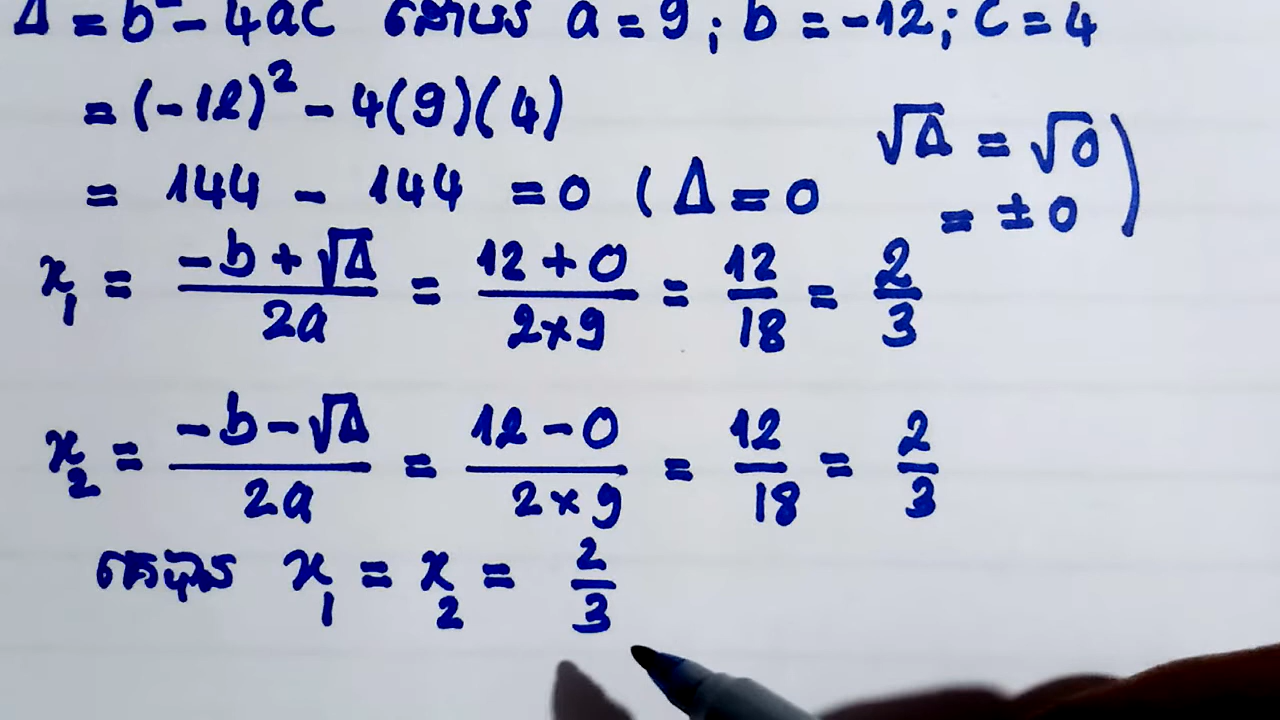 Δ = b² - 4ac ដោយ a = 9 ; b = -12 ; c = 4
= (-12)² - 4(9)(4)
= 144 - 144 = 0 ( Δ = 0 √Δ = √0
= ±0 )
x₁ = (-b + √Δ)/(2a) = (12 + 0)/(2×9) = 12/18 = 2/3
x₂ = (-b - √Δ)/(2a) = (12 - 0)/(2×9) = 12/18 = 2/3
គេបាន x₁ = x₂ = 2/3